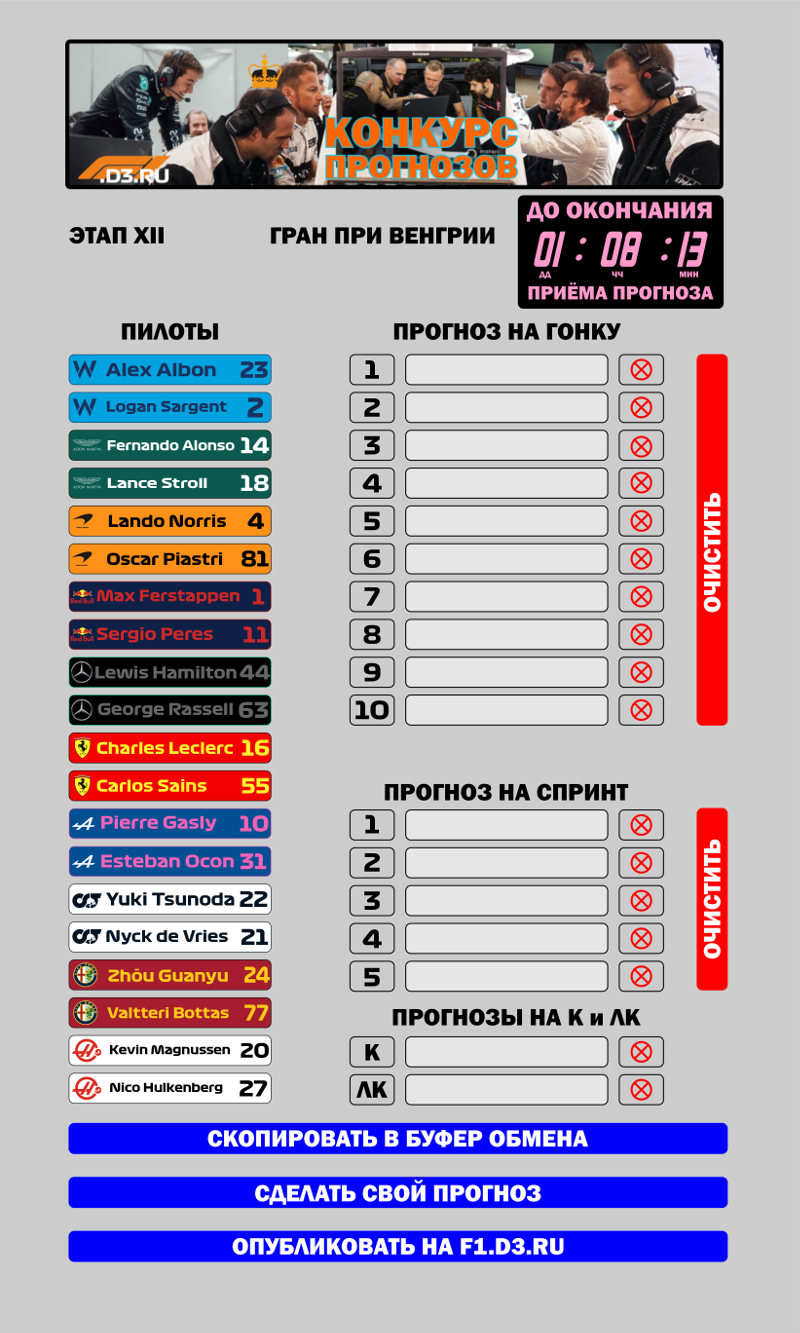 КОНКУРС
ПРОГНОЗОВ
.D3.RU
ДО ОКОНЧАНИЯ
01 : 08 : 13
ДД ЧЧ МИН
ПРИЁМА ПРОГНОЗА
ЭТАП XII ГРАН ПРИ ВЕНГРИИ
ПИЛОТЫ
Alex Albon 23
Logan Sargent 2
Fernando Alonso 14
Lance Stroll 18
Lando Norris 4
Oscar Piastri 81
Red Bull Max Ferstappen 1
Red Bull Sergio Peres 11
Lewis Hamilton 44
George Rassell 63
Charles Leclerc 16
Carlos Sains 55
Pierre Gasly 10
Esteban Ocon 31
Yuki Tsunoda 22
Nyck de Vries 21
Zhōu Guanyu 24
Valtteri Bottas 77
Kevin Magnussen 20
Nico Hulkenberg 27
ПРОГНОЗ НА ГОНКУ
1
2
3
4
5
6
7
8
9
10
ОЧИСТИТЬ
ПРОГНОЗ НА СПРИНТ
1
2
3
4
5
ОЧИСТИТЬ
ПРОГНОЗЫ НА К и ЛК
К
ЛК
СКОПИРОВАТЬ В БУФЕР ОБМЕНА
СДЕЛАТЬ СВОЙ ПРОГНОЗ
ОПУБЛИКОВАТЬ НА F1.D3.RU